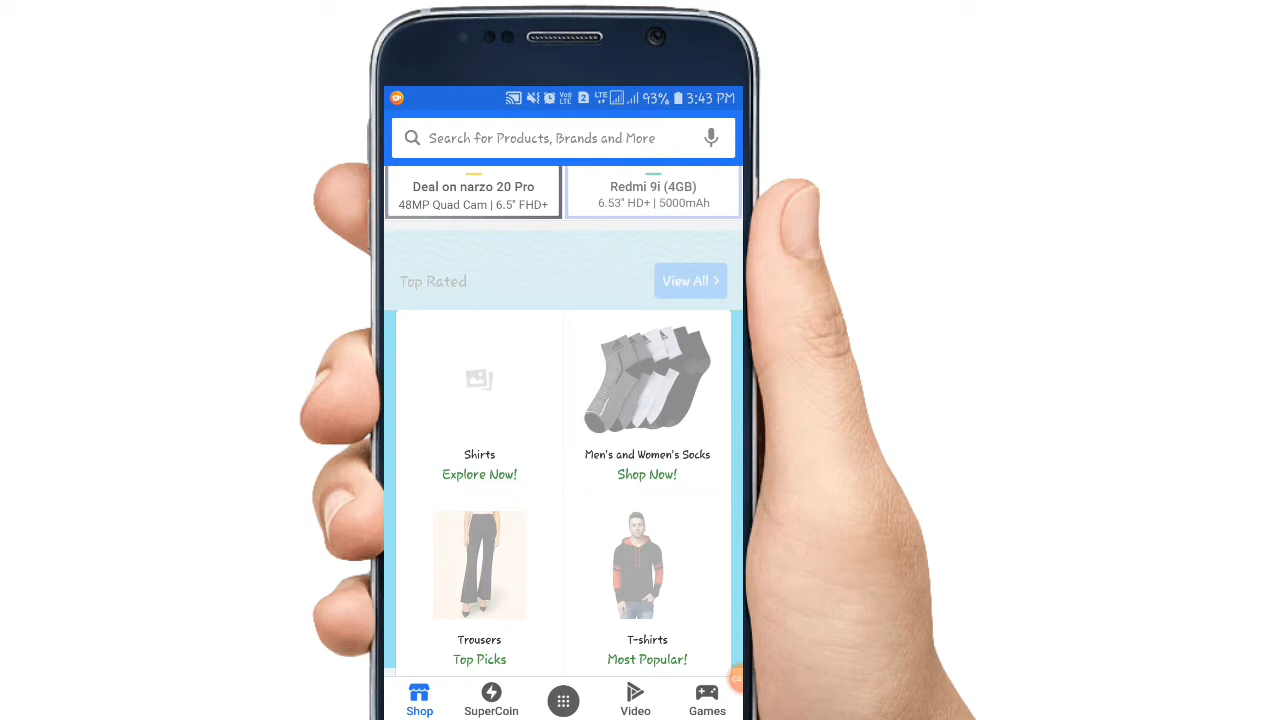 93% 3:43 PM
Search for Products, Brands and More
Deal on narzo 20 Pro
48MP Quad Cam | 6.5" FHD+
Redmi 9i (4GB)
6.53" HD+ | 5000mAh
Top Rated
View All >
Shirts
Explore Now!
Men's and Women's Socks
Shop Now!
Trousers
Top Picks
T-shirts
Most Popular!
Shop
SuperCoin
Video
Games